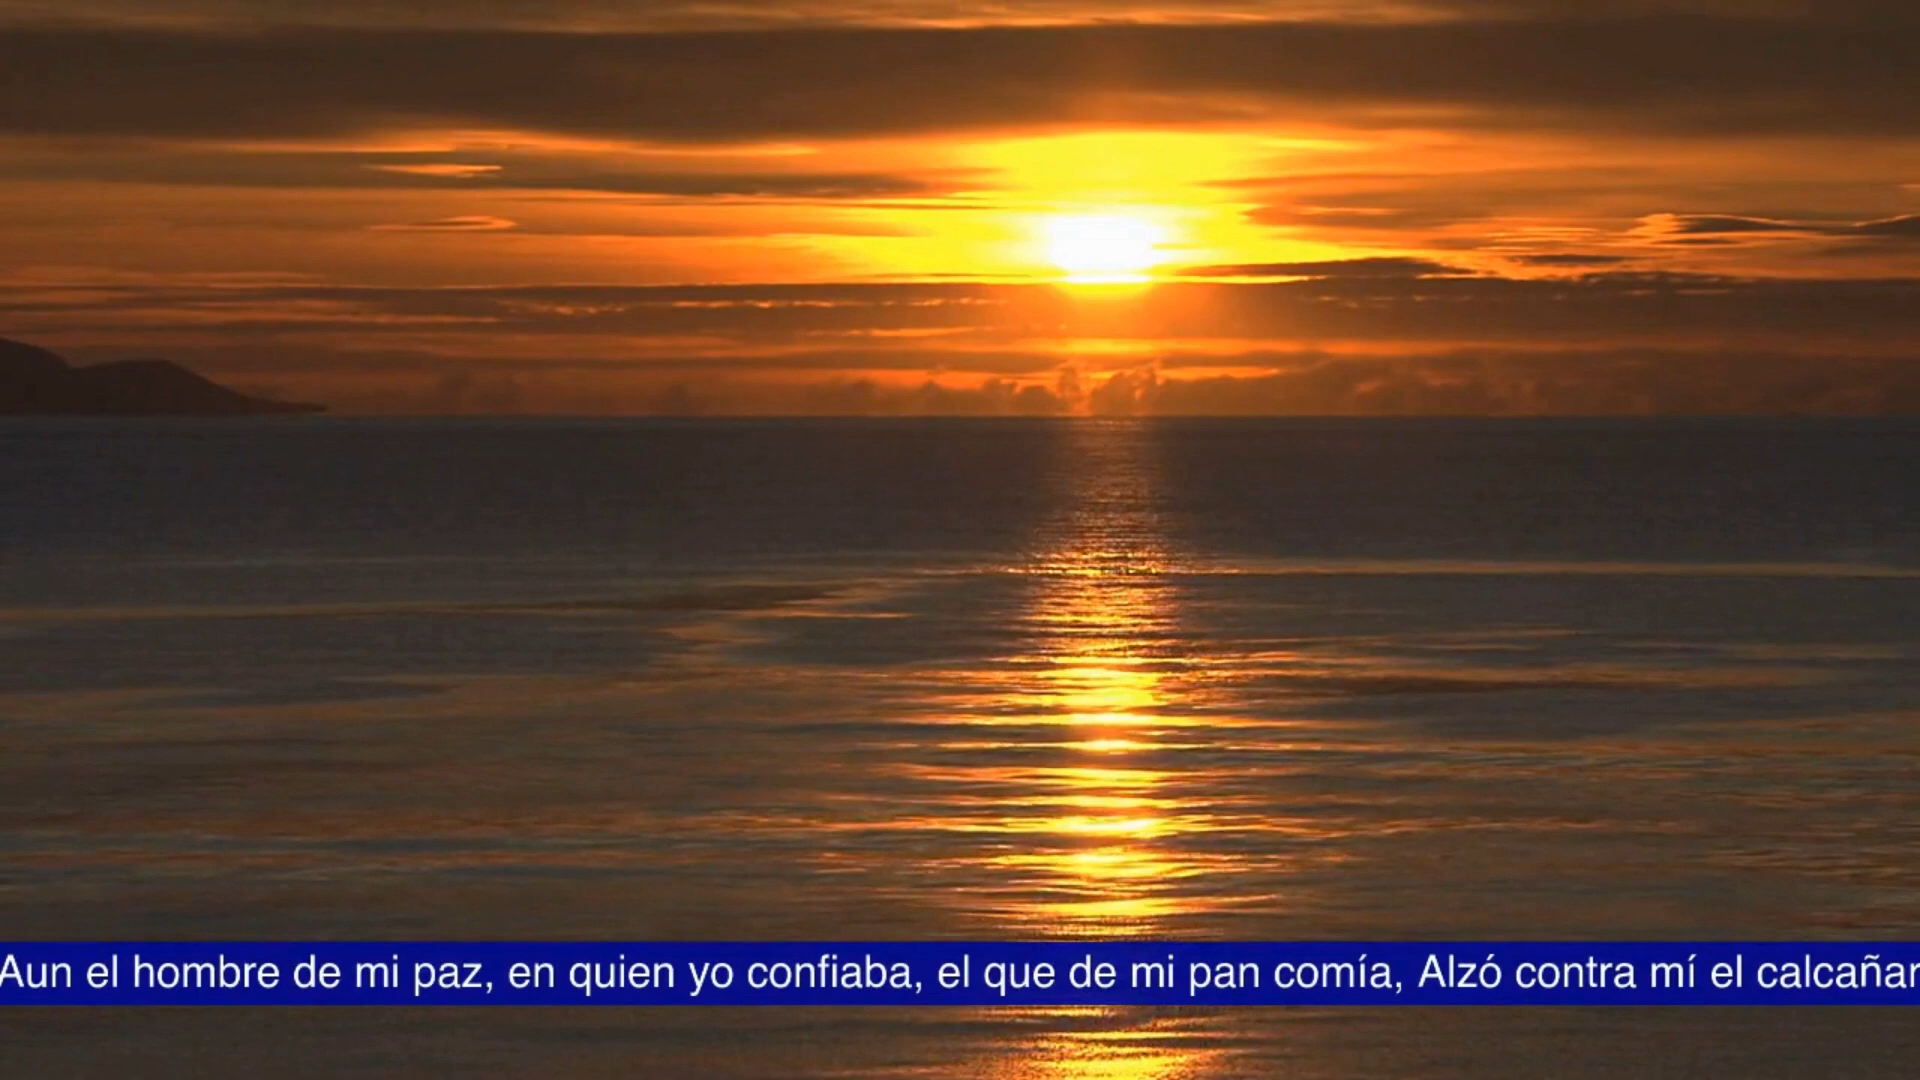 Aun el hombre de mi paz, en quien yo confiaba, el que de mi pan comía, Alzó contra mí el calcañar